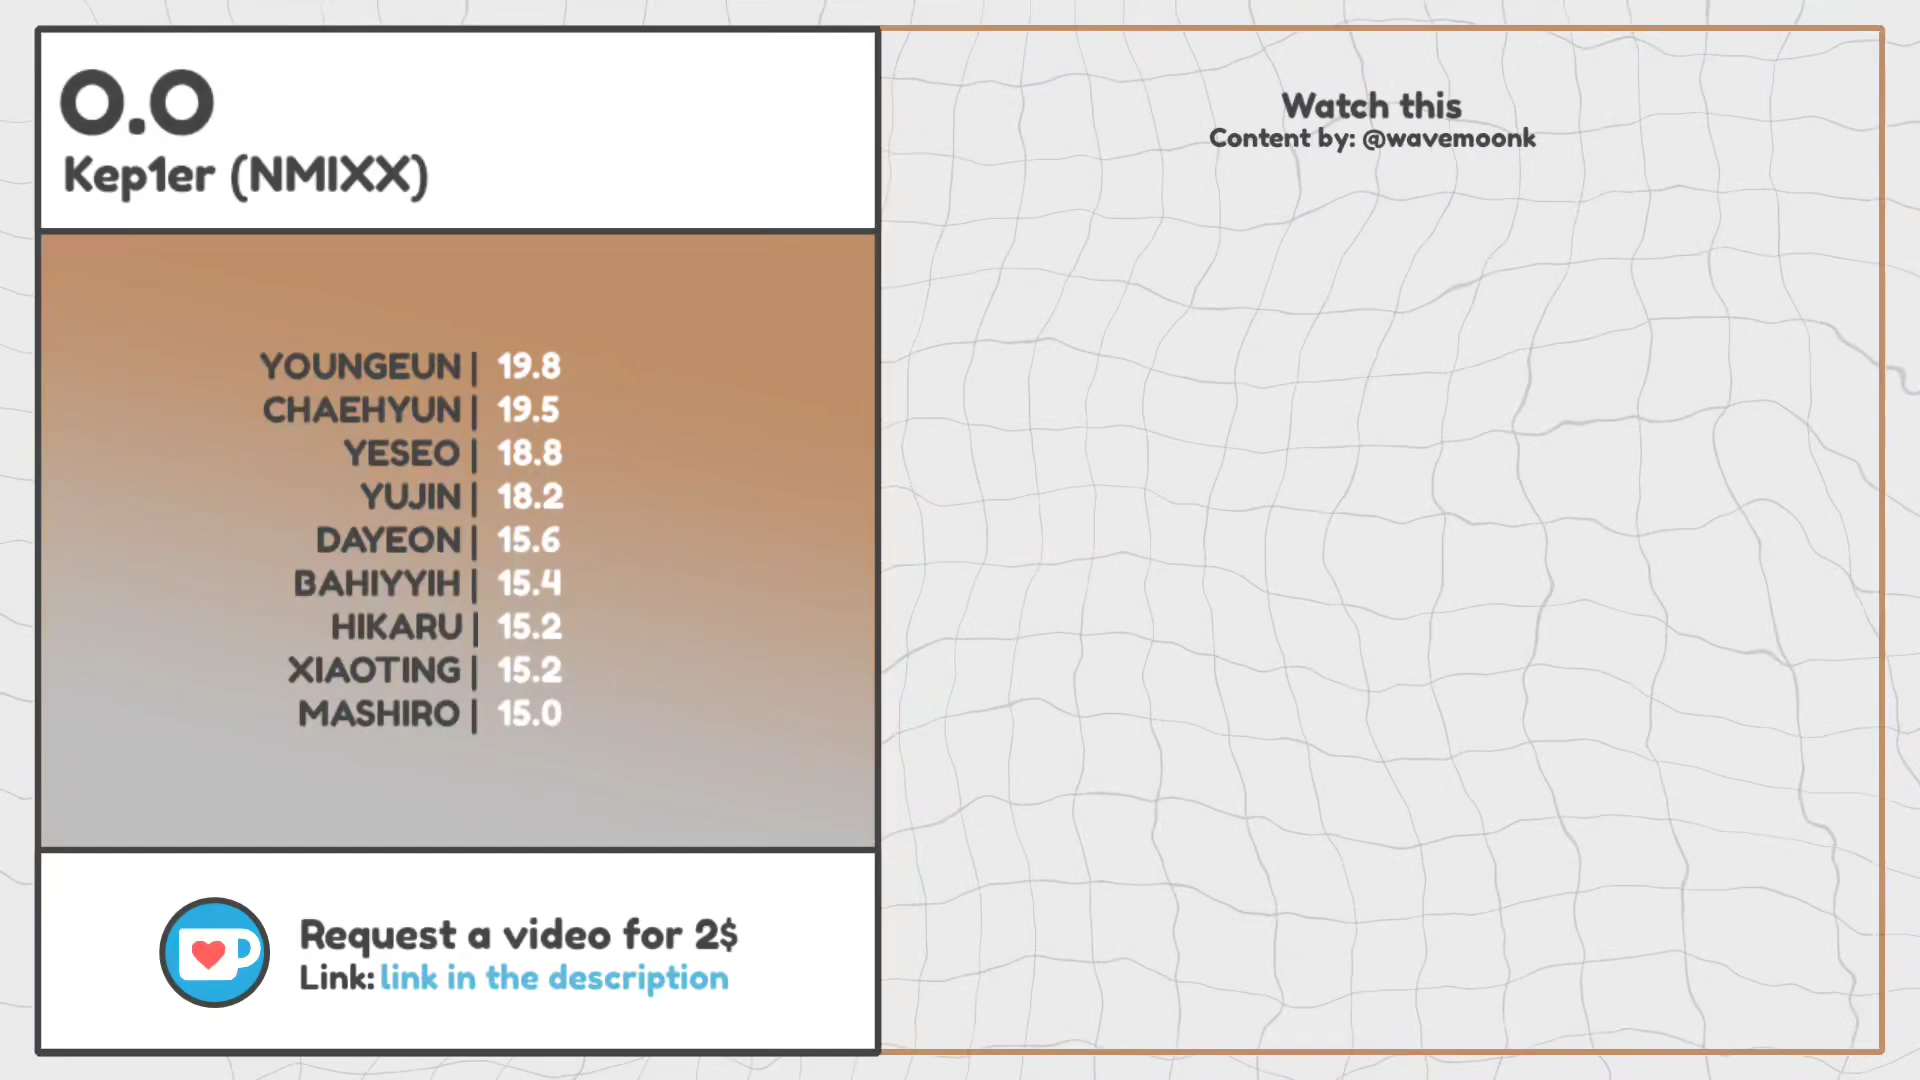 O.O
Kep1er (NMIXX)
YOUNGEUN | 19.8
CHAEHYUN | 19.5
YESEO | 18.8
YUJIN | 18.2
DAYEON | 15.6
BAHIYYIH | 15.4
HIKARU | 15.2
XIAOTING | 15.2
MASHIRO | 15.0
Request a video for 2$
Link: link in the description
Watch this
Content by: @wavemoonk